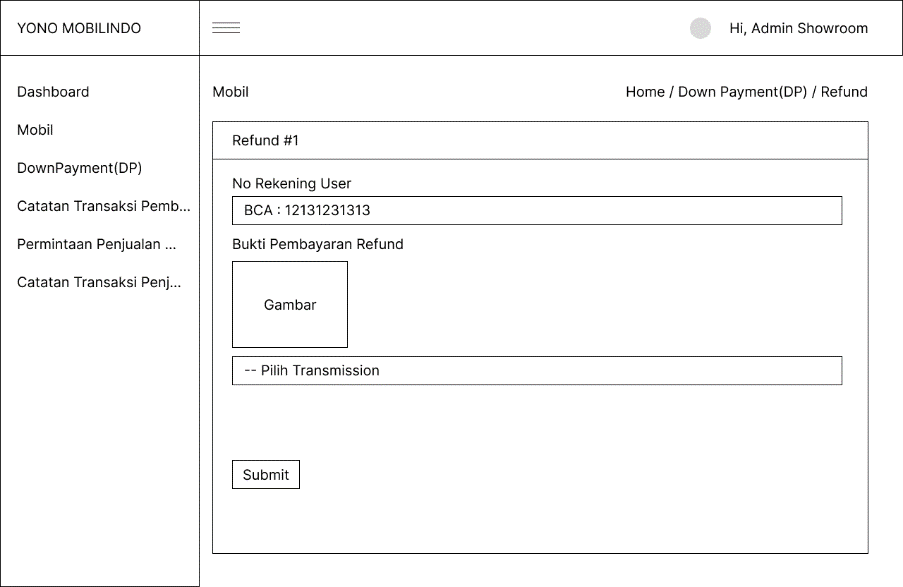 YONO MOBILINDO
Hi, Admin Showroom
Dashboard
Mobil
DownPayment(DP)
Catatan Transaksi Pemb...
Permintaan Penjualan ...
Catatan Transaksi Penj...
Mobil
Home / Down Payment(DP) / Refund
Refund #1
No Rekening User
BCA : 12131231313
Bukti Pembayaran Refund
Gambar
-- Pilih Transmission
Submit